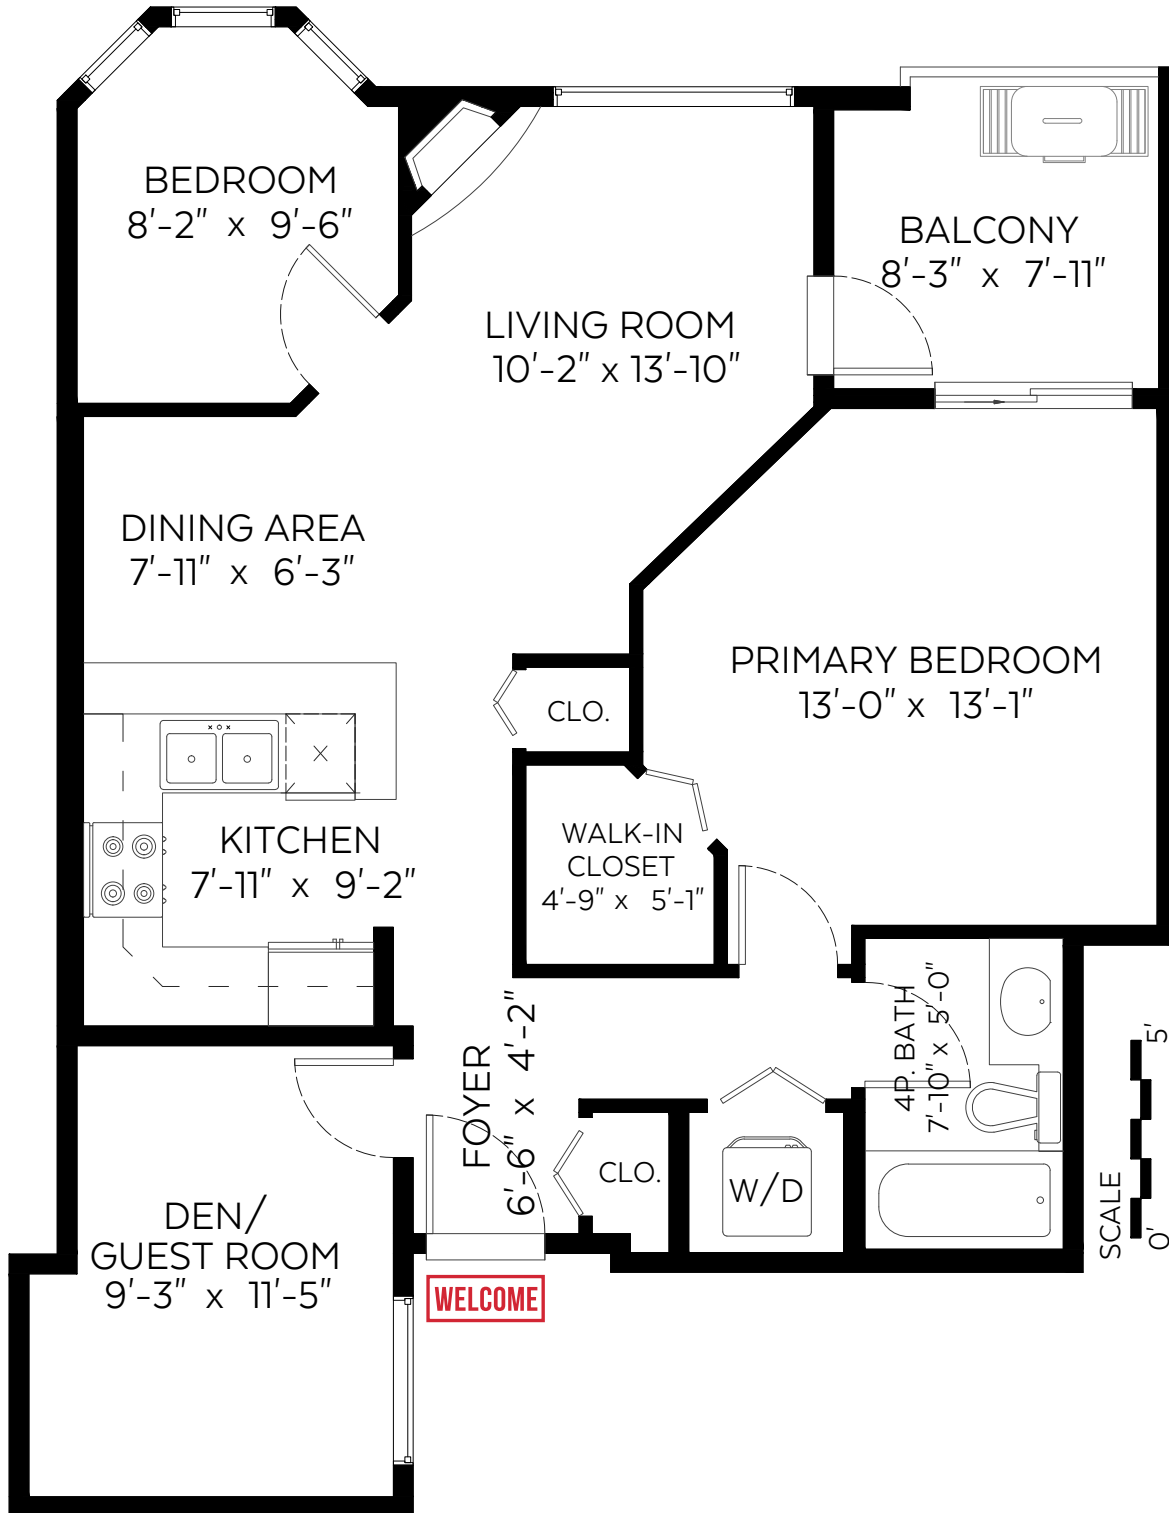 BEDROOM
8'-2" x 9'-6"
BALCONY
8'-3" x 7'-11"
LIVING ROOM
10'-2" x 13'-10"
DINING AREA
7'-11" x 6'-3"
PRIMARY BEDROOM
13'-0" x 13'-1"
CLO.
WALK-IN
CLOSET
4'-9" x 5'-1"
KITCHEN
7'-11" x 9'-2"
FOYER
6'-6" x 4'-2"
4P. BATH
7'-10" x 5'-0"
CLO.
W/D
SCALE
0'
5'
DEN/
GUEST ROOM
9'-3" x 11'-5"
WELCOME